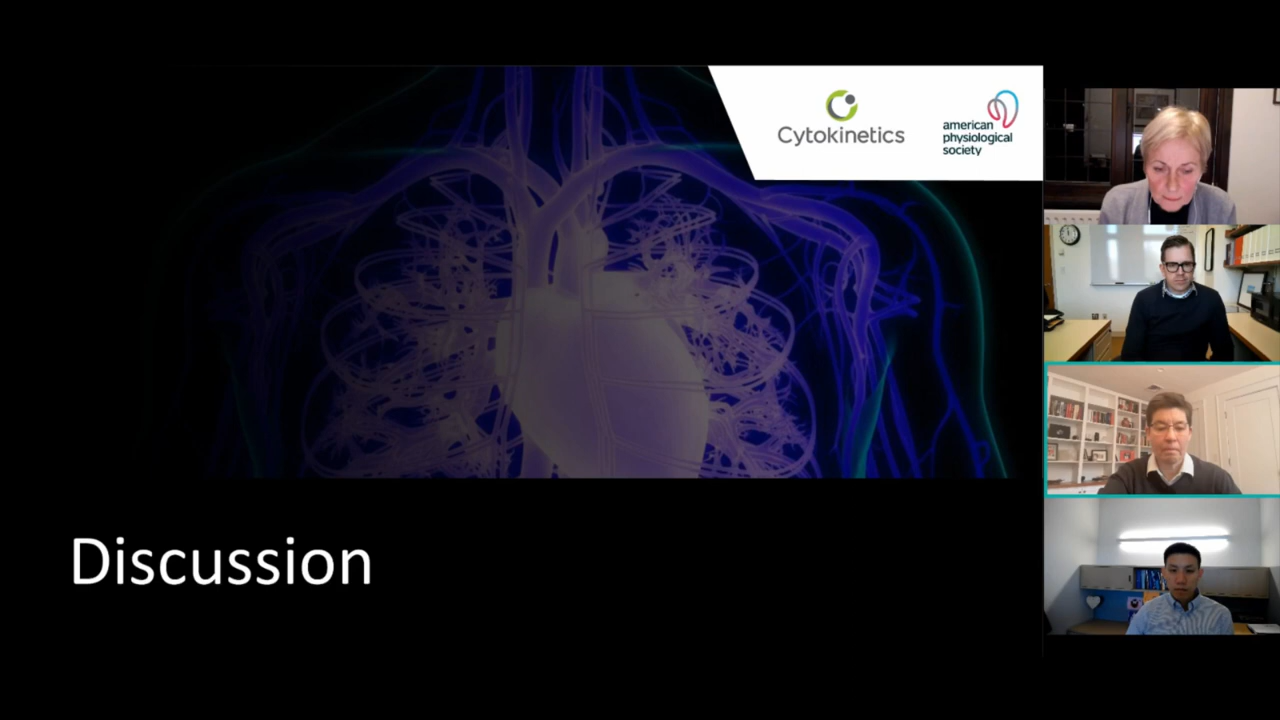 Cytokinetics
american
physiological
society
Discussion